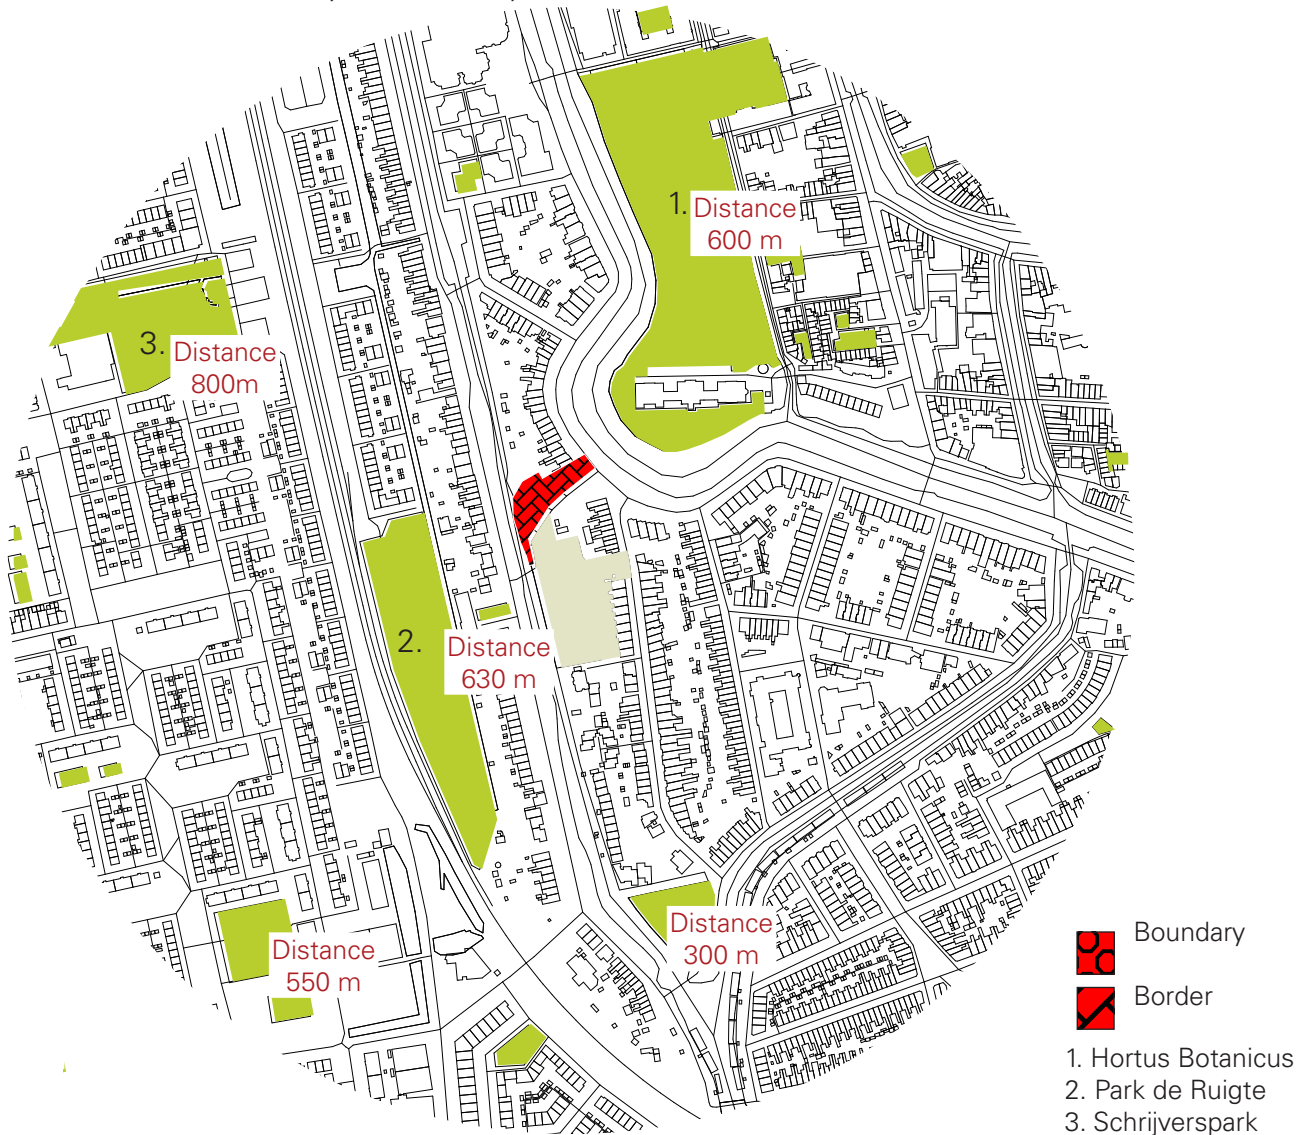 1. Distance
600 m
3. Distance
800m
2. Distance
630 m
Distance
550 m
Distance
300 m
Boundary
Border
1. Hortus Botanicus
2. Park de Ruigte
3. Schrijverspark